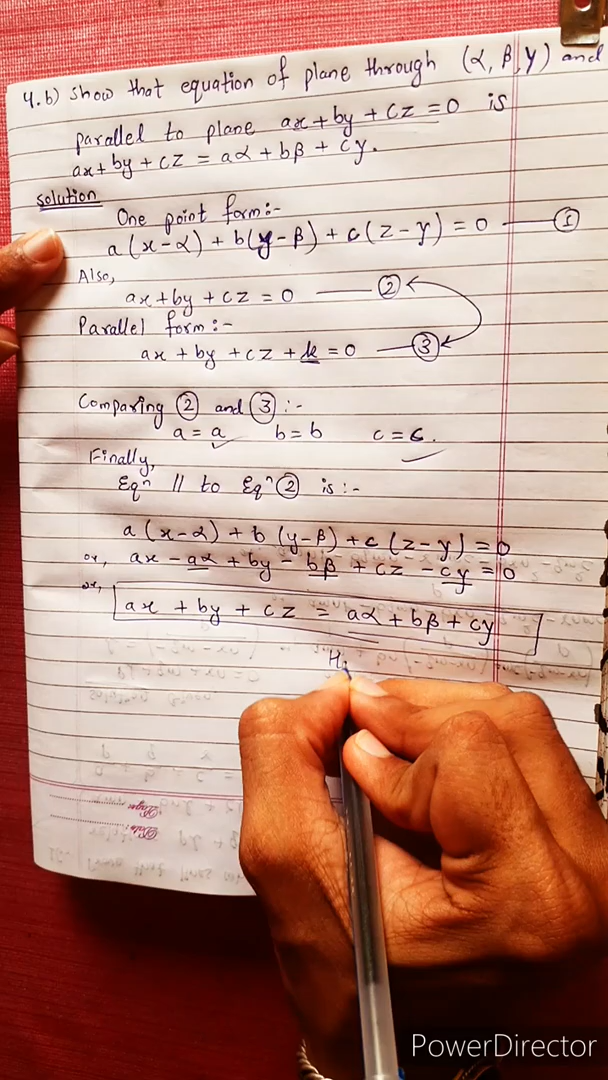 4.b) Show that equation of plane through (α, β, γ) and
parallel to plane ax + by + cz = 0 is
ax + by + cz = aα + bβ + cγ.
Solution
One point form:-
a(x-α) + b(y-β) + c(z-γ) = 0 — ①
Also,
ax + by + cz = 0 — ②
Parallel form:-
ax + by + cz + k = 0 — ③
Comparing ② and ③ :-
a = a b = b c = c.
Finally,
Eqⁿ // to Eqⁿ ② is:-
a(x-α) + b(y-β) + c(z-γ) = 0
or, ax - aα + by - bβ + cz - cγ = 0
or, ax + by + cz = aα + bβ + cγ
H.
PowerDirector